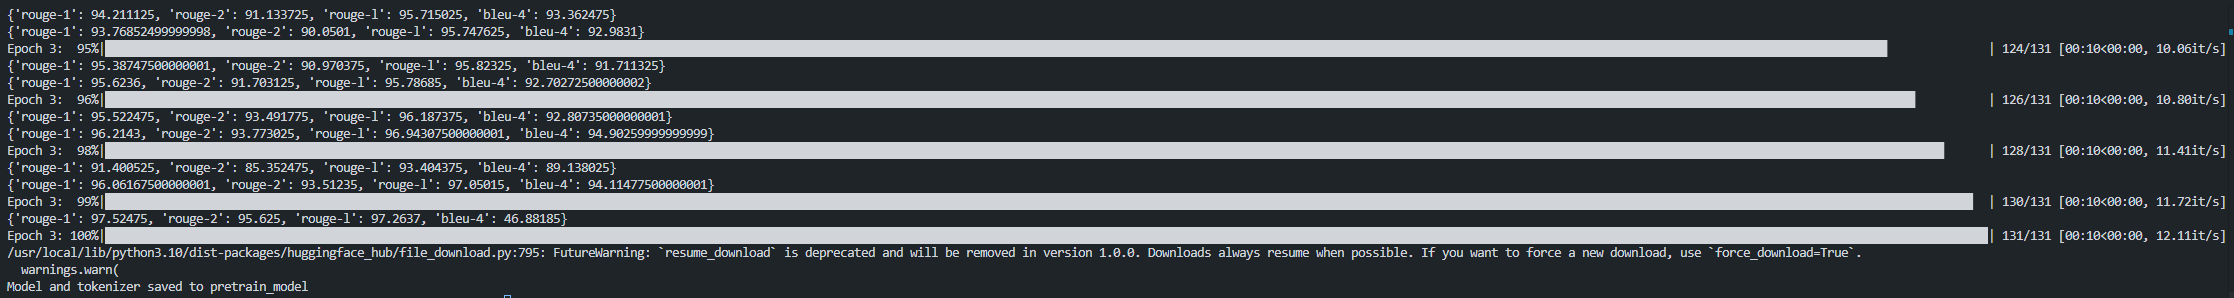 {'rouge-1': 94.211125, 'rouge-2': 91.133725, 'rouge-l': 95.715025, 'bleu-4': 93.362475}
{'rouge-1': 93.76852499999998, 'rouge-2': 90.0501, 'rouge-l': 95.747625, 'bleu-4': 92.9831}
Epoch 3:  95%| | 124/131 [00:10<00:00, 10.06it/s]
{'rouge-1': 95.38747500000001, 'rouge-2': 90.970375, 'rouge-l': 95.82325, 'bleu-4': 91.711325}
{'rouge-1': 95.6236, 'rouge-2': 91.703125, 'rouge-l': 95.78685, 'bleu-4': 92.70272500000002}
Epoch 3:  96%| | 126/131 [00:10<00:00, 10.80it/s]
{'rouge-1': 95.522475, 'rouge-2': 93.491775, 'rouge-l': 96.187375, 'bleu-4': 92.80735000000001}
{'rouge-1': 96.2143, 'rouge-2': 93.773025, 'rouge-l': 96.94307500000001, 'bleu-4': 94.90259999999999}
Epoch 3:  98%| | 128/131 [00:10<00:00, 11.41it/s]
{'rouge-1': 91.400525, 'rouge-2': 85.352475, 'rouge-l': 93.404375, 'bleu-4': 89.138025}
{'rouge-1': 96.06167500000001, 'rouge-2': 93.51235, 'rouge-l': 97.05015, 'bleu-4': 94.11477500000001}
Epoch 3:  99%| | 130/131 [00:10<00:00, 11.72it/s]
{'rouge-1': 97.52475, 'rouge-2': 95.625, 'rouge-l': 97.2637, 'bleu-4': 46.88185}
Epoch 3: 100%| | 131/131 [00:10<00:00, 12.11it/s]
/usr/local/lib/python3.10/dist-packages/huggingface_hub/file_download.py:795: FutureWarning: `resume_download` is deprecated and will be removed in version 1.0.0. Downloads always resume when possible. If you want to force a new download, use `force_download=True`.
  warnings.warn(
Model and tokenizer saved to pretrain_model